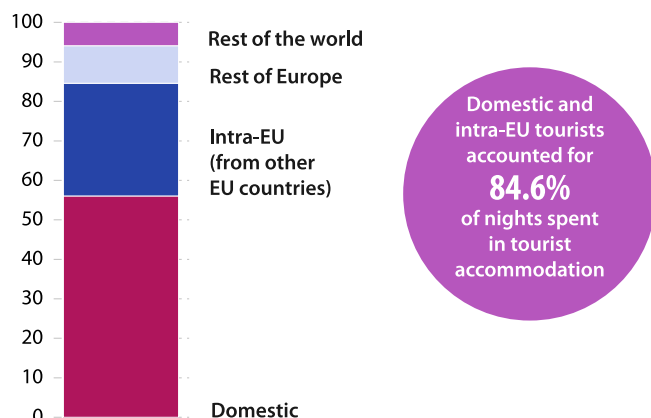 100
90
80
70
60
50
40
30
20
10
0
Rest of the world
Rest of Europe
Intra-EU
(from other
EU countries)
Domestic
Domestic and
intra-EU tourists
accounted for
84.6%
of nights spent
in tourist
accommodation